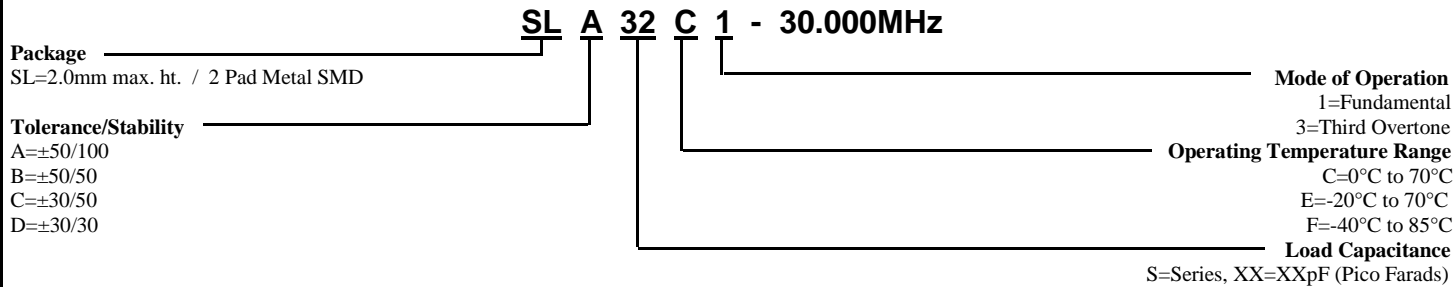 SL A 32 C 1 - 30.000MHz
Package
SL=2.0mm max. ht. / 2 Pad Metal SMD
Tolerance/Stability
A=±50/100
B=±50/50
C=±30/50
D=±30/30
Mode of Operation
1=Fundamental
3=Third Overtone
Operating Temperature Range
C=0°C to 70°C
E=-20°C to 70°C
F=-40°C to 85°C
Load Capacitance
S=Series, XX=XXpF (Pico Farads)